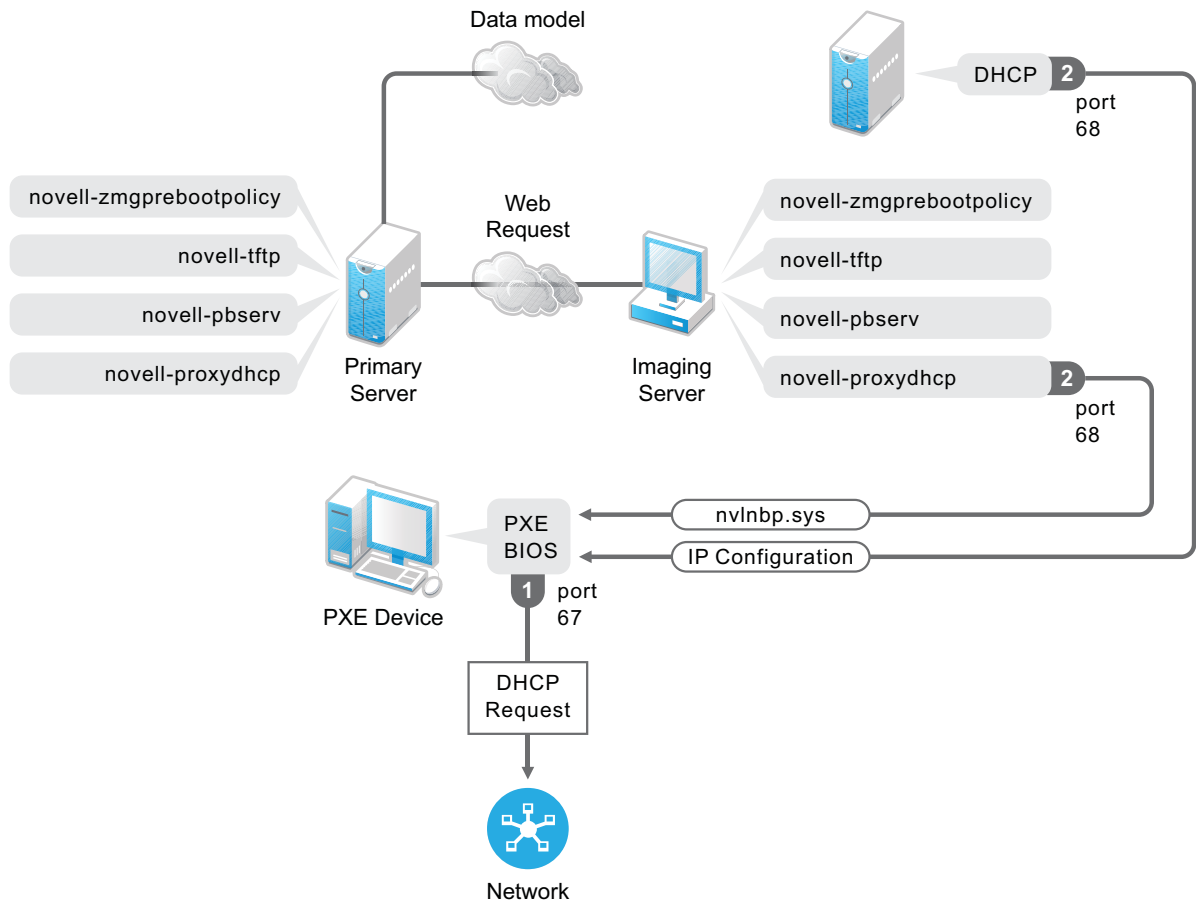 Data model
DHCP
2
port
68
novell-zmgprebootpolicy
novell-tftp
novell-pbserv
novell-proxydhcp
Web
Request
novell-zmgprebootpolicy
novell-tftp
novell-pbserv
novell-proxydhcp
2
port
68
Primary
Server
Imaging
Server
nvlnbp.sys
IP Configuration
PXE
BIOS
1
port
67
PXE Device
DHCP
Request
Network